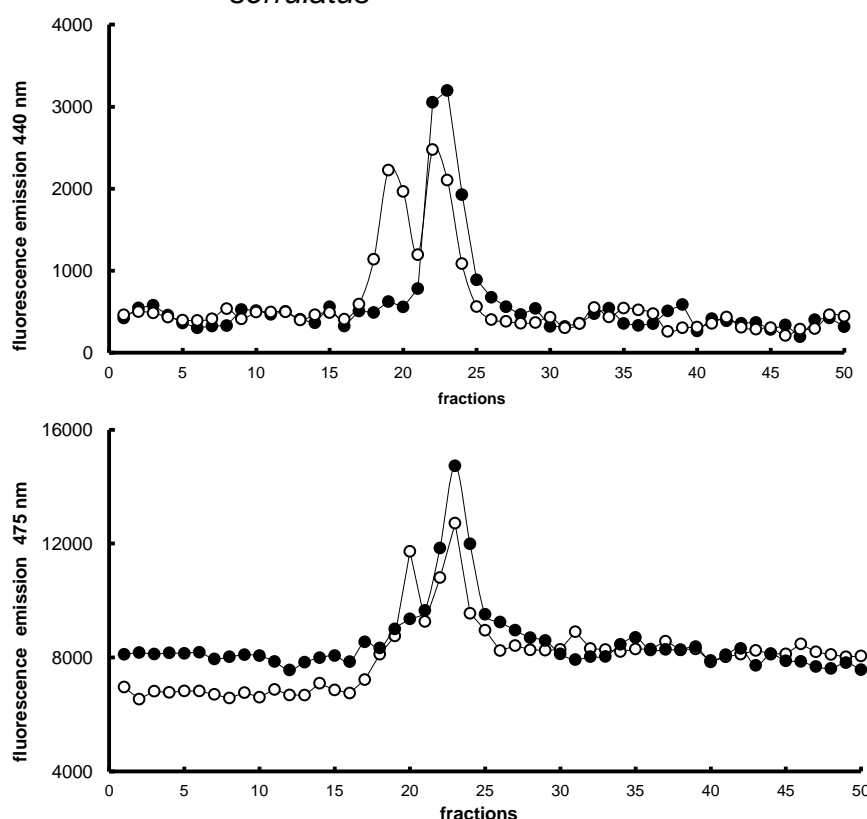 serrulatus
fluorescence emission 440 nm
4000
3000
2000
1000
0
0 5 10 15 20 25 30 35 40 45 50
fractions
fluorescence emission 475 nm
16000
12000
8000
4000
0 5 10 15 20 25 30 35 40 45 50
fractions